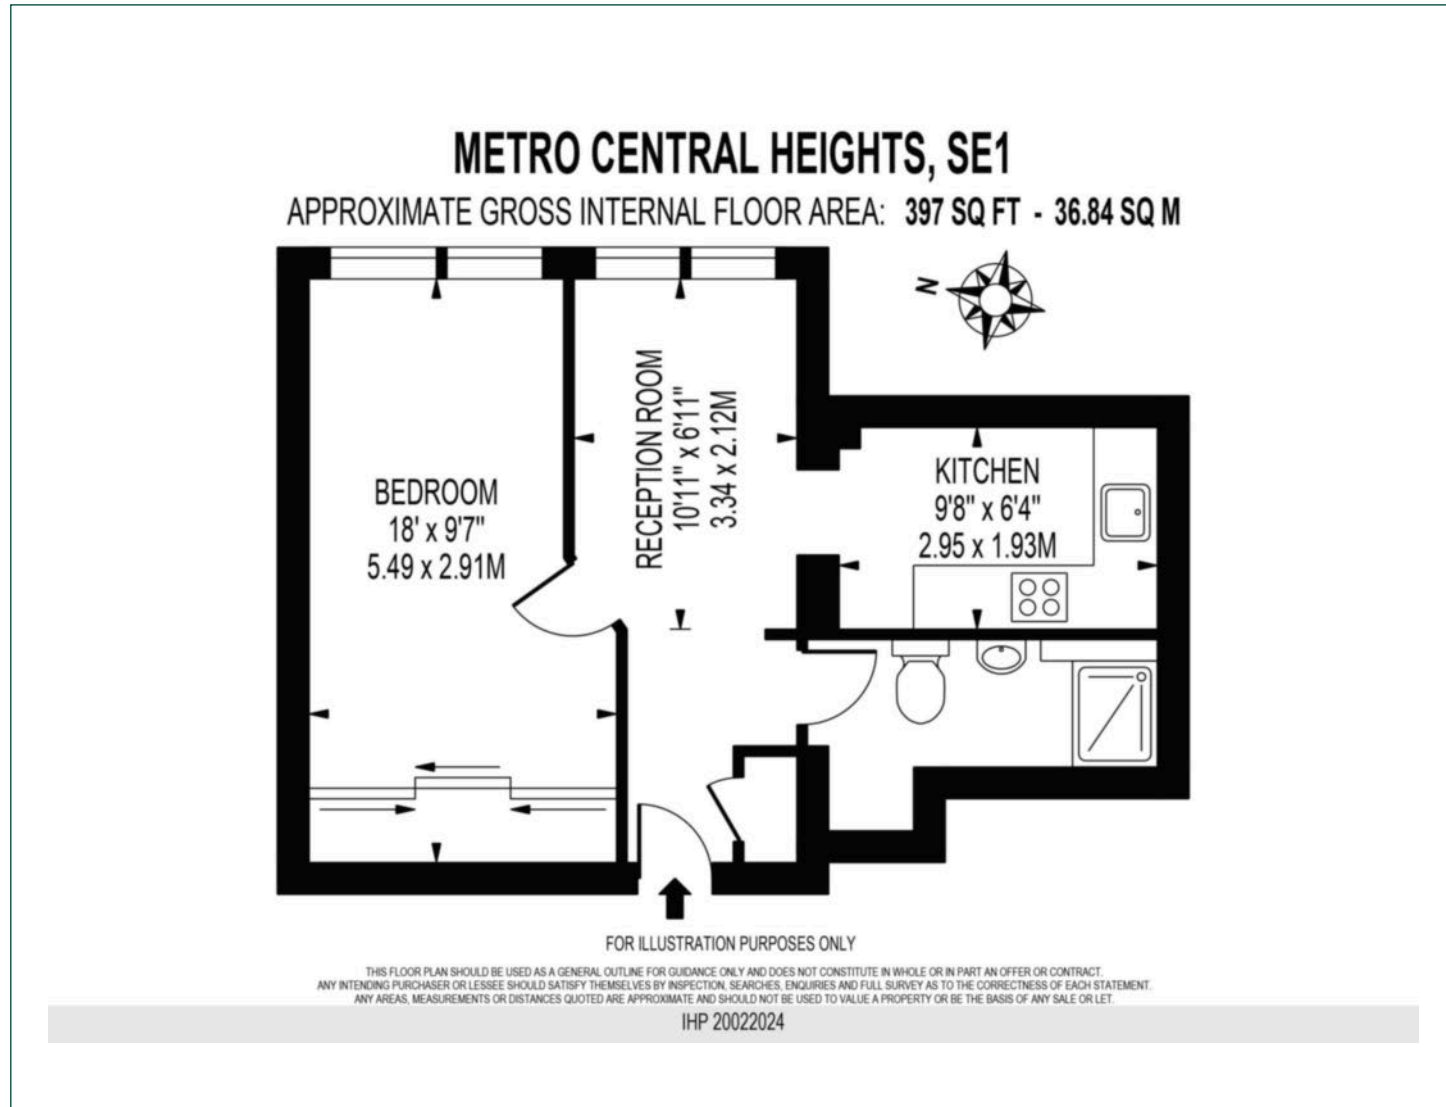 METRO CENTRAL HEIGHTS, SE1
APPROXIMATE GROSS INTERNAL FLOOR AREA: 397 SQ FT - 36.84 SQ M
N
BEDROOM
18' x 9'7"
5.49 x 2.91M
RECEPTION ROOM
10'11" x 6'11"
3.34 x 2.12M
KITCHEN
9'8" x 6'4"
2.95 x 1.93M
FOR ILLUSTRATION PURPOSES ONLY
THIS FLOOR PLAN SHOULD BE USED AS A GENERAL OUTLINE FOR GUIDANCE ONLY AND DOES NOT CONSTITUTE IN WHOLE OR IN PART AN OFFER OR CONTRACT.
ANY INTENDING PURCHASER OR LESSEE SHOULD SATISFY THEMSELVES BY INSPECTION, SEARCHES, ENQUIRIES AND FULL SURVEY AS TO THE CORRECTNESS OF EACH STATEMENT.
ANY AREAS, MEASUREMENTS OR DISTANCES QUOTED ARE APPROXIMATE AND SHOULD NOT BE USED TO VALUE A PROPERTY OR BE THE BASIS OF ANY SALE OR LET.
IHP 20022024